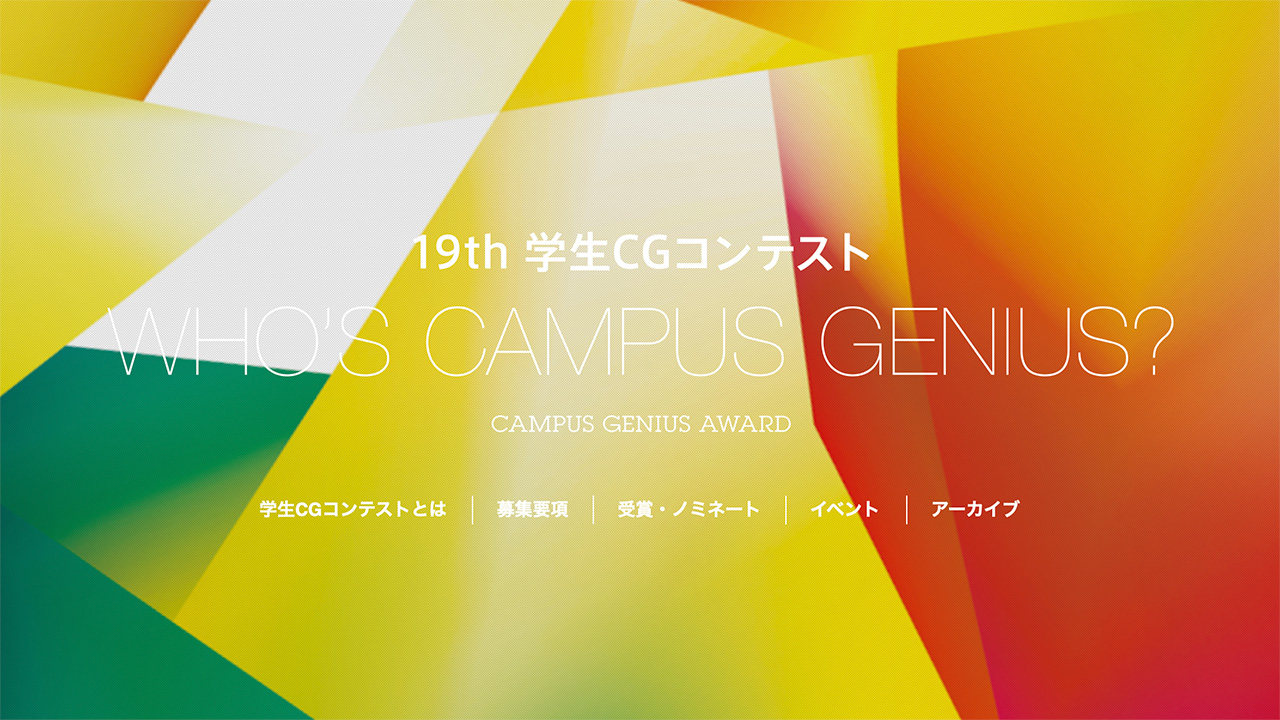 19th 学生CGコンテスト
WHO'S CAMPUS GENIUS?
CAMPUS GENIUS AWARD
学生CGコンテストとは | 募集要項 | 受賞・ノミネート | イベント | アーカイブ